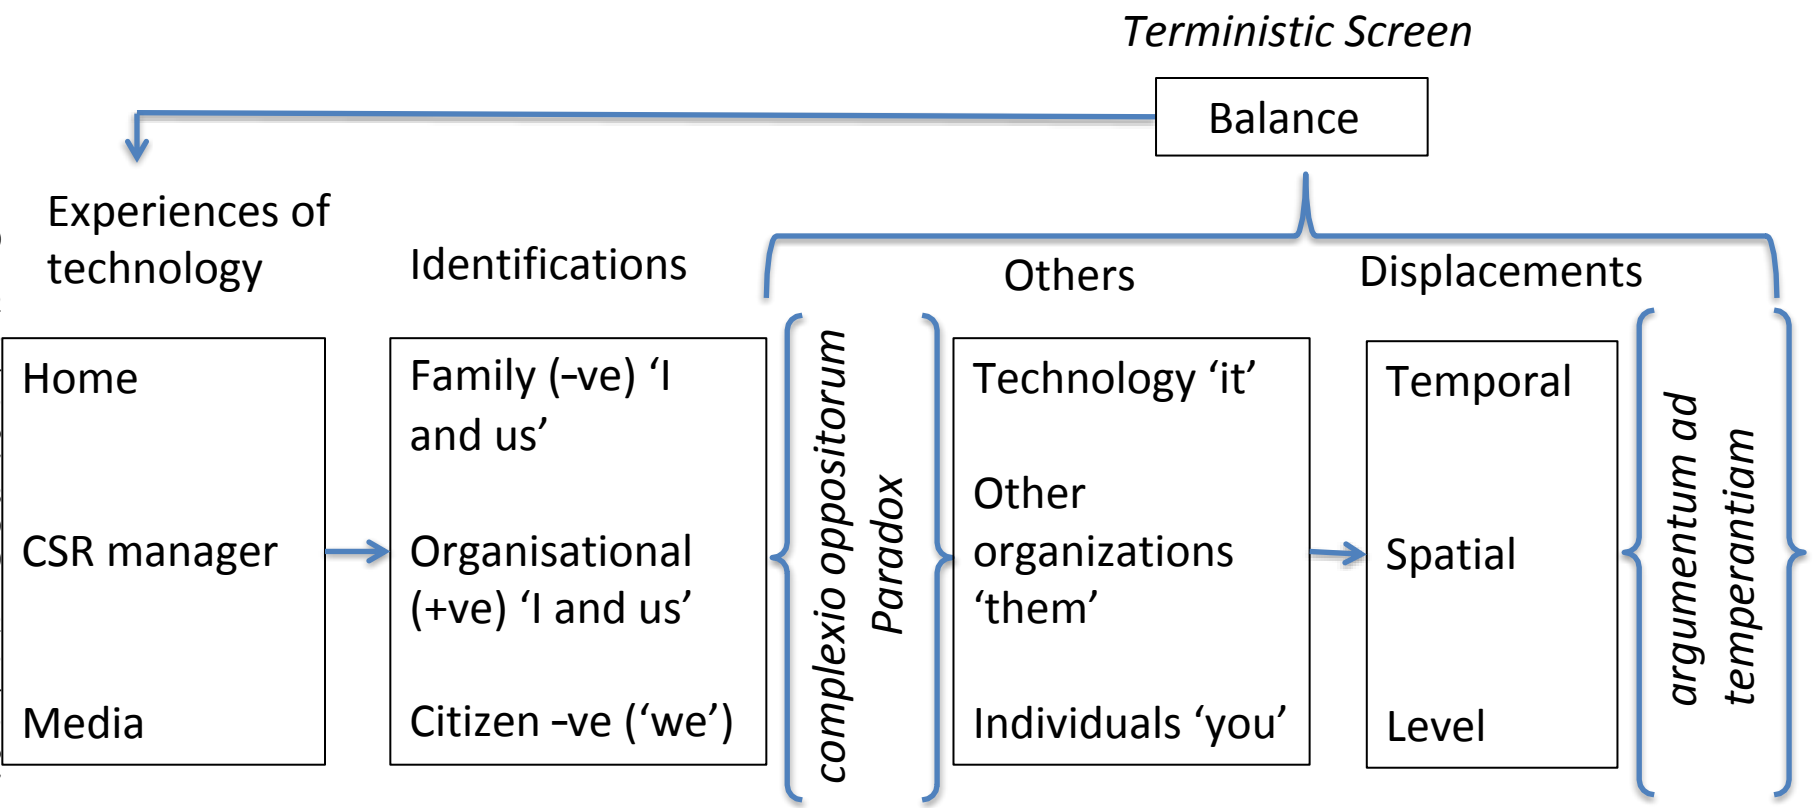 Terministic Screen
Balance
Experiences of
technology
Identifications
Others
Displacements
Home
CSR manager
Media
Family (–ve) ‘I
and us’
Organisational
(+ve) ‘I and us’
Citizen –ve (‘we’)
complexio oppositorum
Paradox
Technology ‘it’
Other
organizations
‘them’
Individuals ‘you’
Temporal
Spatial
Level
argumentum ad
temperantiam